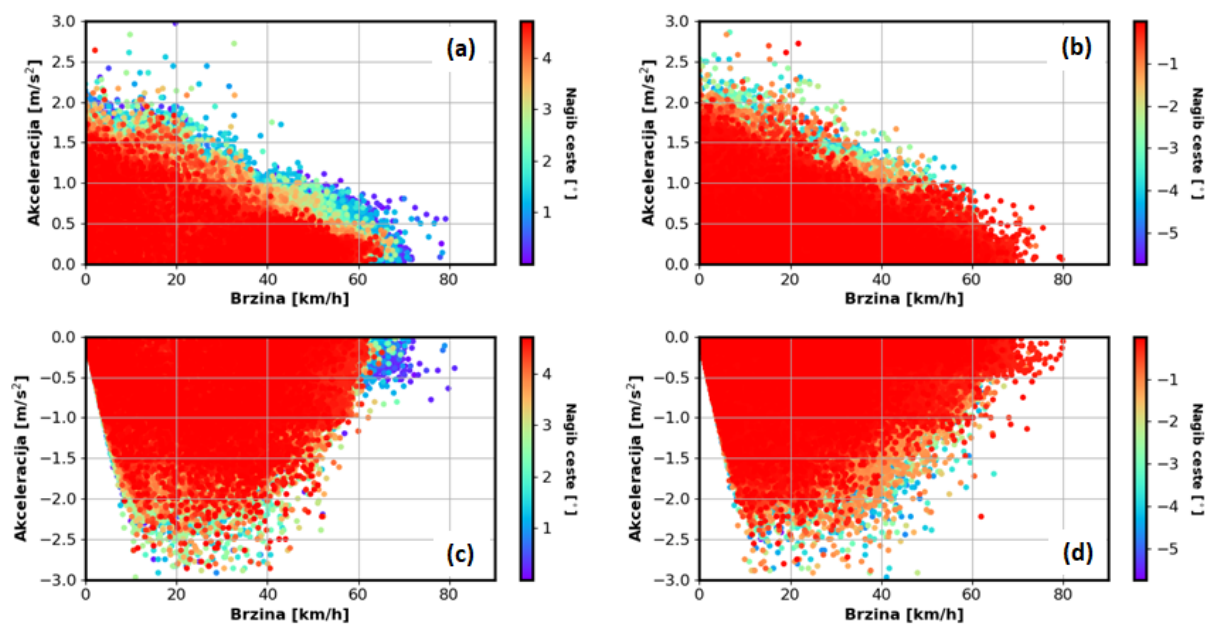 3.0
2.5
2.0
1.5
1.0
0.5
0.0
Akceleracija [m/s²]
0 20 40 60 80
Brzina [km/h]
(a)
4
3
2
1
Nagib ceste [°]
3.0
2.5
2.0
1.5
1.0
0.5
0.0
Akceleracija [m/s²]
0 20 40 60 80
Brzina [km/h]
(b)
−1
−2
−3
−4
−5
Nagib ceste [°]
0.0
−0.5
−1.0
−1.5
−2.0
−2.5
−3.0
Akceleracija [m/s²]
0 20 40 60 80
Brzina [km/h]
(c)
4
3
2
1
Nagib ceste [°]
0.0
−0.5
−1.0
−1.5
−2.0
−2.5
−3.0
Akceleracija [m/s²]
0 20 40 60 80
Brzina [km/h]
(d)
−1
−2
−3
−4
−5
Nagib ceste [°]